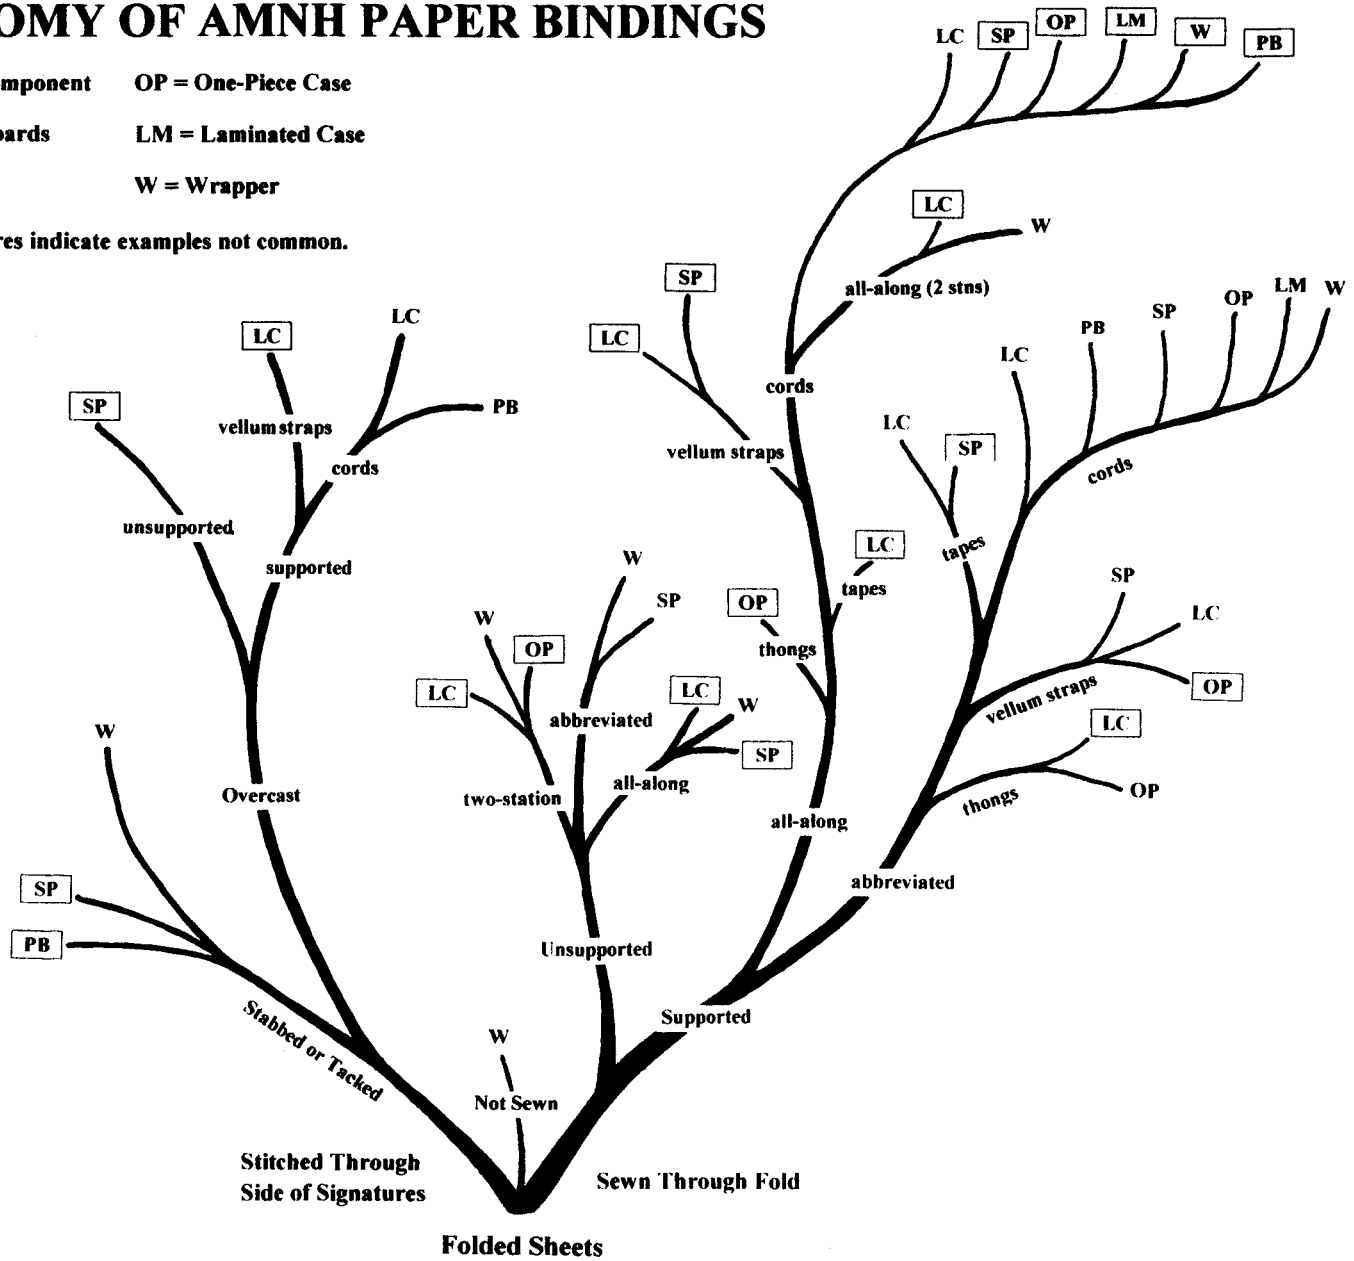 OMY OF AMNH PAPER BINDINGS
mponent OP = One-Piece Case
oards LM = Laminated Case
W = Wrapper
res indicate examples not common.
LC SP OP LM W PB
LC W
all-along (2 stns)
SP
LC
cords
vellum straps
LC PB SP OP LM W
cords
LC SP
tapes
LC
tapes
OP
thongs
SP LC OP
vellum straps
LC
OP
thongs
all-along
abbreviated
Supported
LC
LC
PB
vellum straps
cords
SP
unsupported
supported
Overcast
W
SP
abbreviated
W
OP
LC
two-station
LC W
SP
all-along
Unsupported
W
SP
PB
Stabbed or Tacked
W
Not Sewn
Stitched Through
Side of Signatures
Sewn Through Fold
Folded Sheets